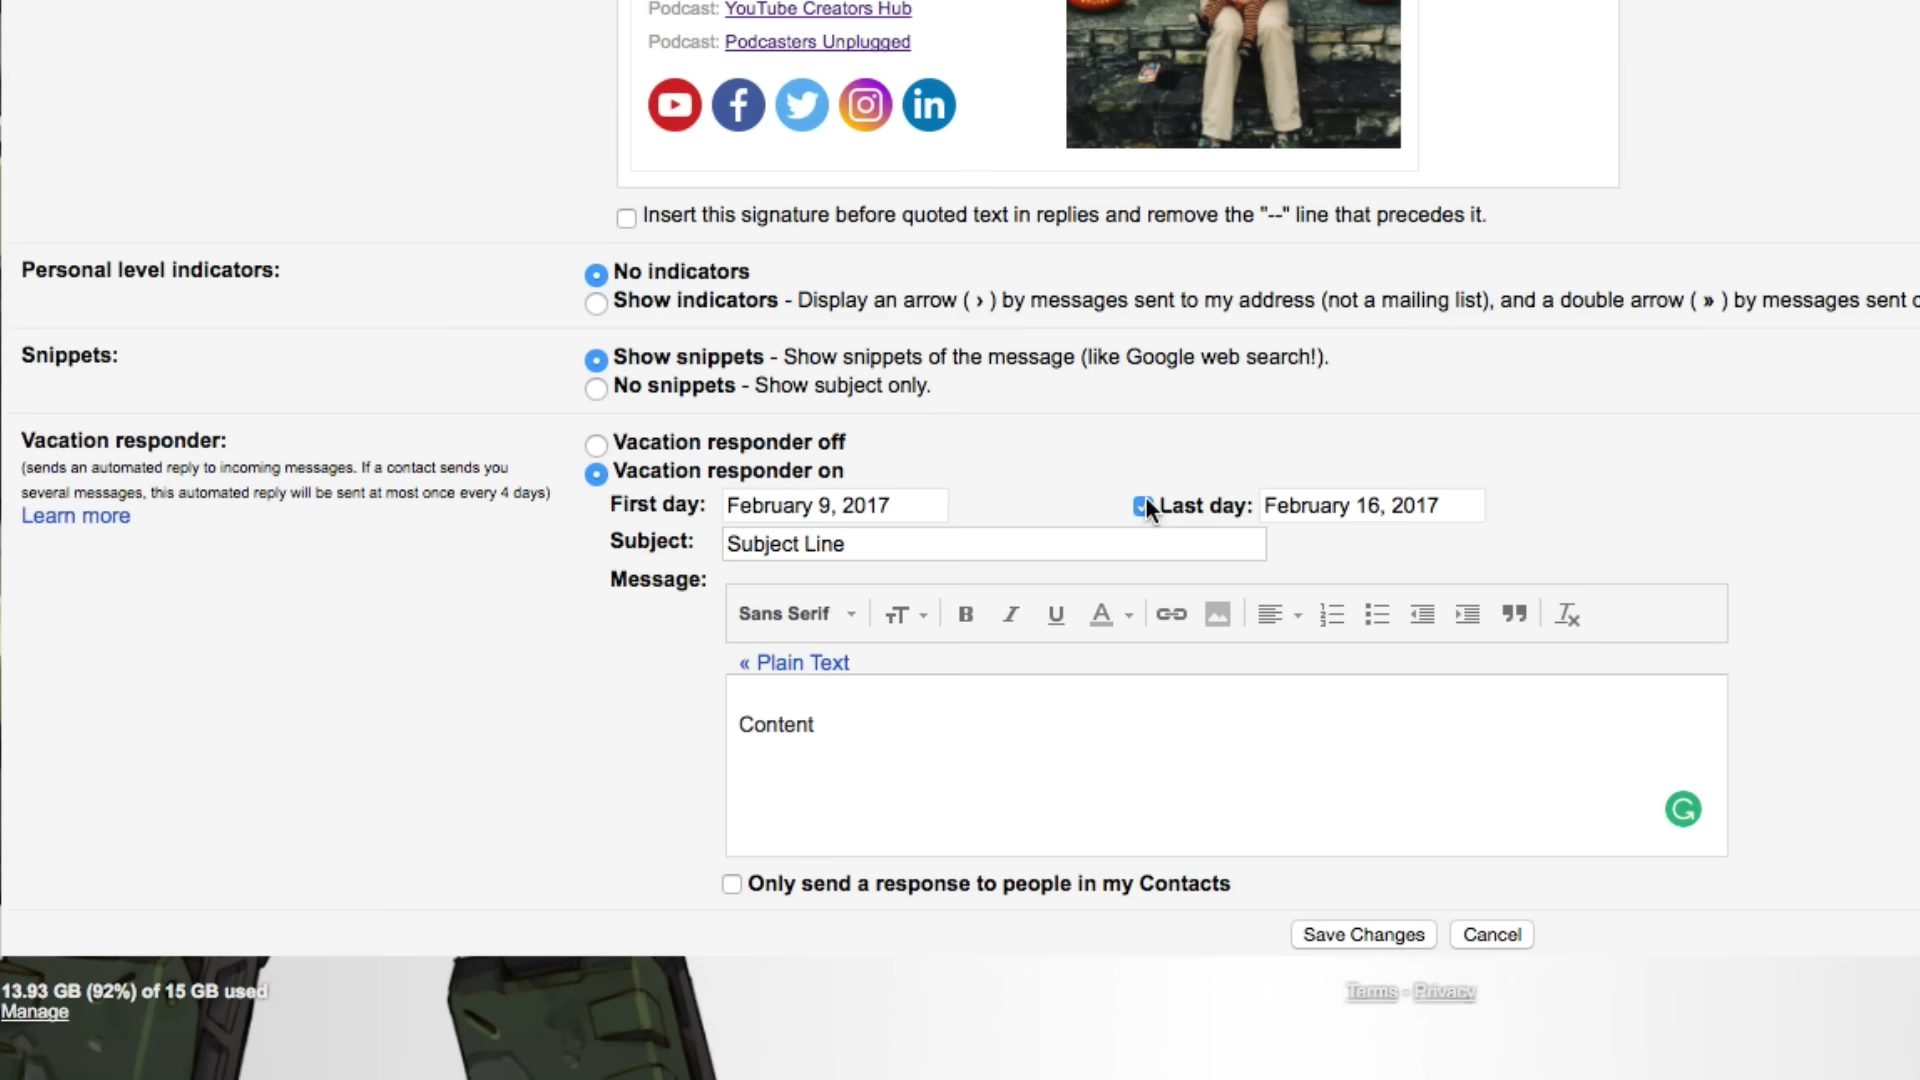 Podcast: YouTube Creators Hub
Podcast: Podcasters Unplugged
Insert this signature before quoted text in replies and remove the "--" line that precedes it.
Personal level indicators:
No indicators
Show indicators - Display an arrow ( › ) by messages sent to my address (not a mailing list), and a double arrow ( » ) by messages sent o
Snippets:
Show snippets - Show snippets of the message (like Google web search!).
No snippets - Show subject only.
Vacation responder:
(sends an automated reply to incoming messages. If a contact sends you
several messages, this automated reply will be sent at most once every 4 days)
Learn more
Vacation responder off
Vacation responder on
First day: February 9, 2017 Last day: February 16, 2017
Subject: Subject Line
Message:
Sans Serif
« Plain Text
Content
Only send a response to people in my Contacts
Save Changes Cancel
13.93 GB (92%) of 15 GB used
Manage
Terms - Privacy